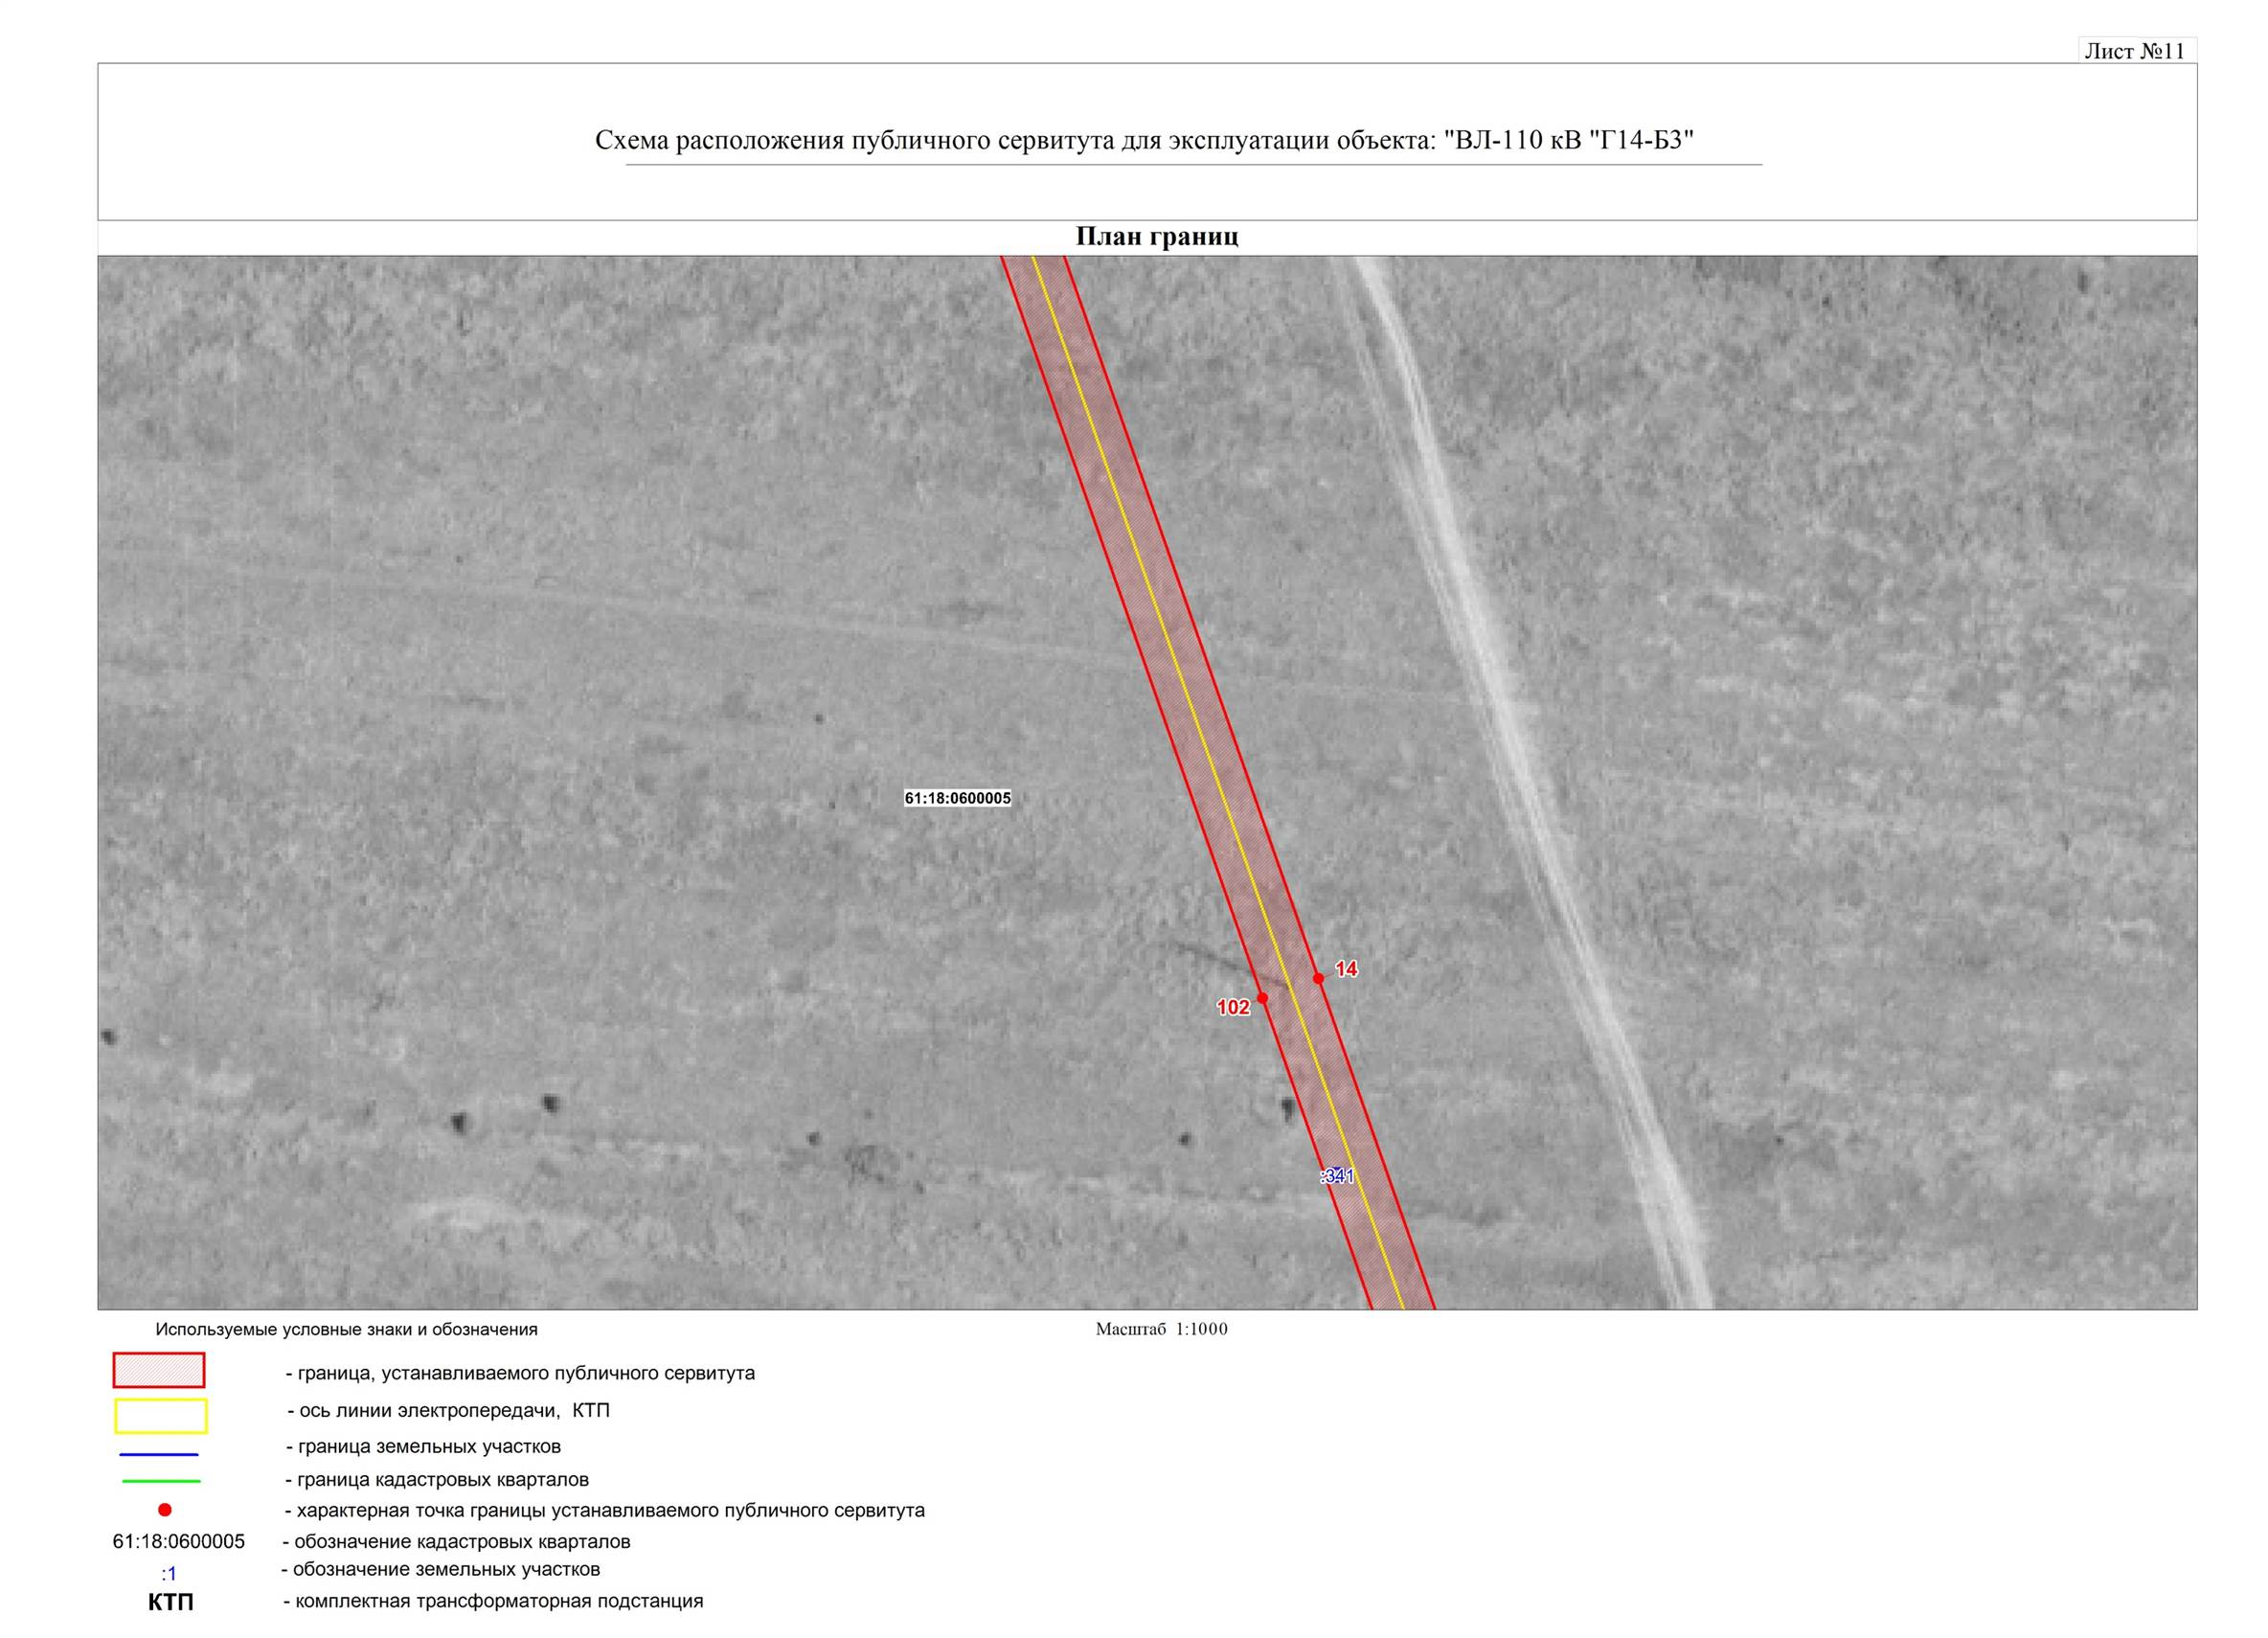 Лист №11
Схема расположения публичного сервитута для эксплуатации объекта: "ВЛ-110 кВ "Г14-Б3"
План границ
61:18:0600005
14
102
:341
Используемые условные знаки и обозначения
Масштаб 1:1000
- граница, устанавливаемого публичного сервитута
- ось линии электропередачи, КТП
- граница земельных участков
- граница кадастровых кварталов
- характерная точка границы устанавливаемого публичного сервитута
61:18:0600005 - обозначение кадастровых кварталов
:1 - обозначение земельных участков
КТП - комплектная трансформаторная подстанция